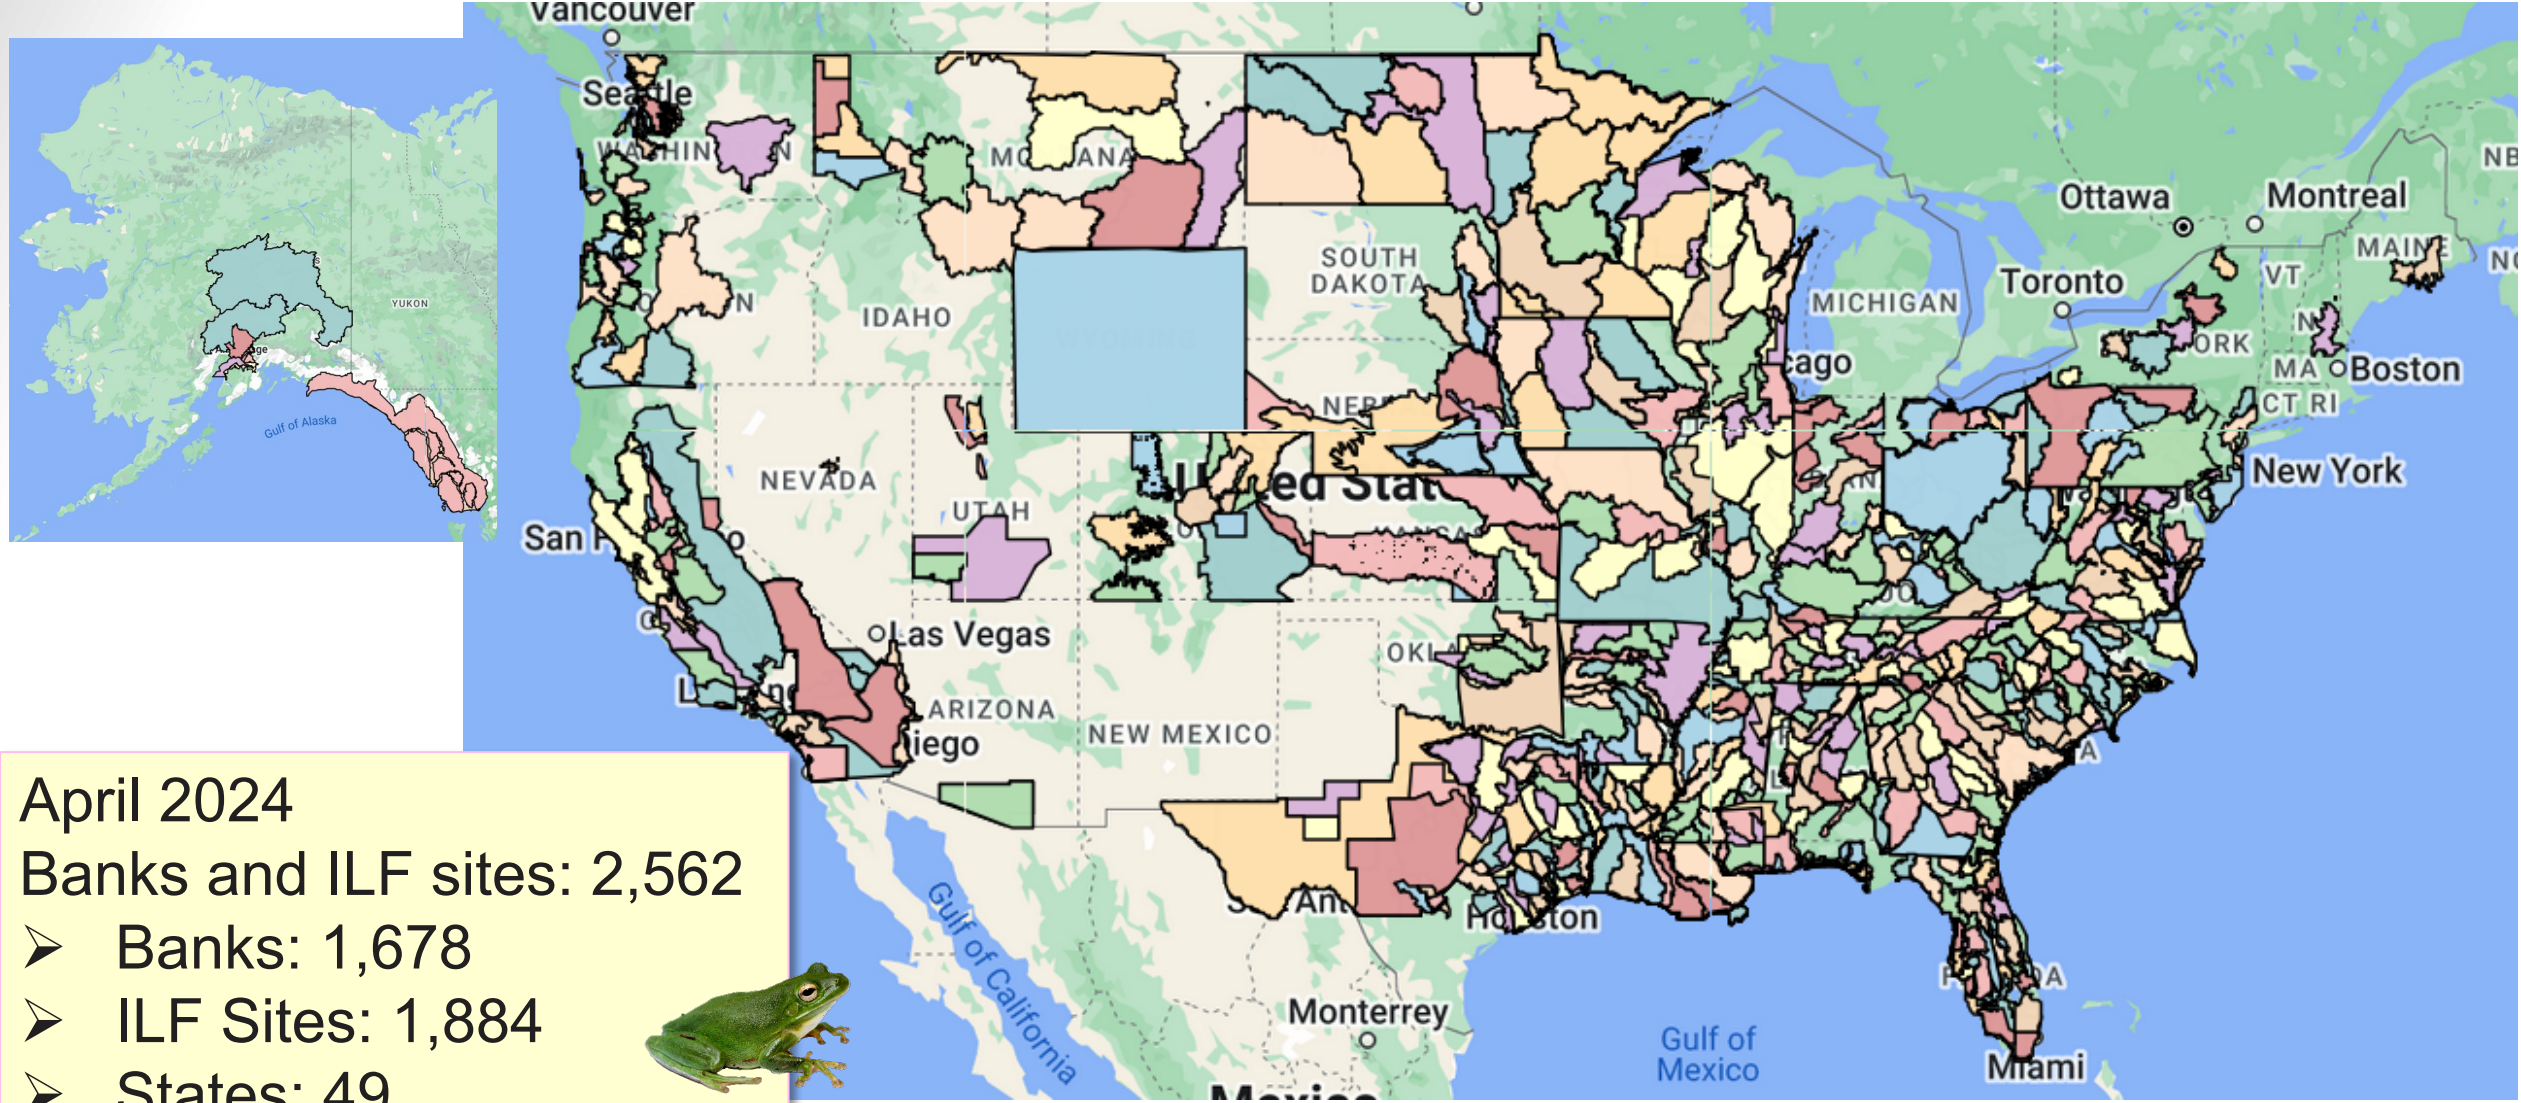 Vancouver
Seattle
MAINE
Ottawa
Montreal
NB
VT
Toronto
MICHIGAN
SOUTH
DAKOTA
IDAHO
WYOMING
YUKON
Gulf of Alaska
MA
Boston
CT RI
New York
NEVADA
UTAH
Las Vegas
ARIZONA
NEW MEXICO
Monterrey
Gulf of
Mexico
Miami
Gulf of California
Mexico
April 2024
Banks and ILF sites: 2,562
➢ Banks: 1,678
➢ ILF Sites: 1,884
➢ States: 49